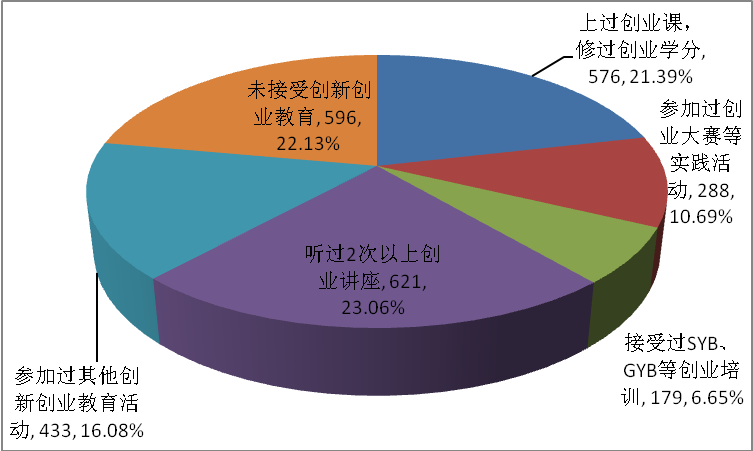 上过创业课，
修过创业学分,
576, 21.39%
参加过创
业大赛等
实践活
动, 288,
10.69%
接受过SYB、
GYB等创业培
训, 179, 6.65%
听过2次以上创
业讲座, 621,
23.06%
参加过其他创
新创业教育活
动, 433, 16.08%
未接受创新创
业教育, 596,
22.13%